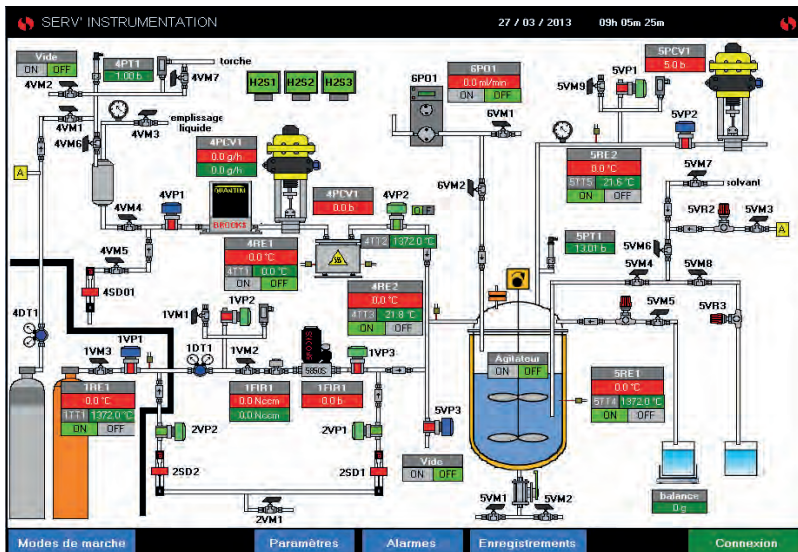 SERV' INSTRUMENTATION
27 / 03 / 2013
09h 05m 25m
Vide
ON OFF
4VM2
4PT1
1.00 b
4VM7
torche
H2S1
H2S2
H2S3
6PO1
6PO1
0.0 ml/min
ON OFF
6VM1
5VM9
5VP1
5PCV1
5.0 b
4VM1
4VM6
emplissage
liquide
4VM3
4PCV1
0.0 g/h
0.0 g/h
5VP2
5RE2
0.0 °C
5TT5 21.6 °C
ON OFF
A
4VM4
4VP1
BROOKS
4PCV1
0.0 b
4VP2
O F
6VM2
5VM7
solvant
5VR2
5VM3
A
4VM5
4RE1
0.0 °C
4TT1 0.0 °C
ON OFF
4TT2 1372.0 °C
5PT1
13.01 b
5VM6
5VM4
5VM8
4SD01
4RE2
0.0 °C
4TT3 21.8 °C
ON OFF
4DT1
1VM1
1VP2
5VM5
5VR3
1VM3
1VP1
1DT1
1VM2
5850S
1VP3
Agitateur
ON OFF
1RE1
0.0 °C
1TT1 1372.0 °C
ON OFF
1FIR1
0.0 Nccm
0.0 Nccm
1FIR1
0.0 b
5RE1
0.0 °C
5TT4 1372.0 °C
ON OFF
2VP2
2VP1
5VP3
2SD2
2SD1
Vide
ON OFF
2VM1
5VM1
5VM2
balance
0 g
Modes de marche
Paramètres
Alarmes
Enregistrements
Connexion